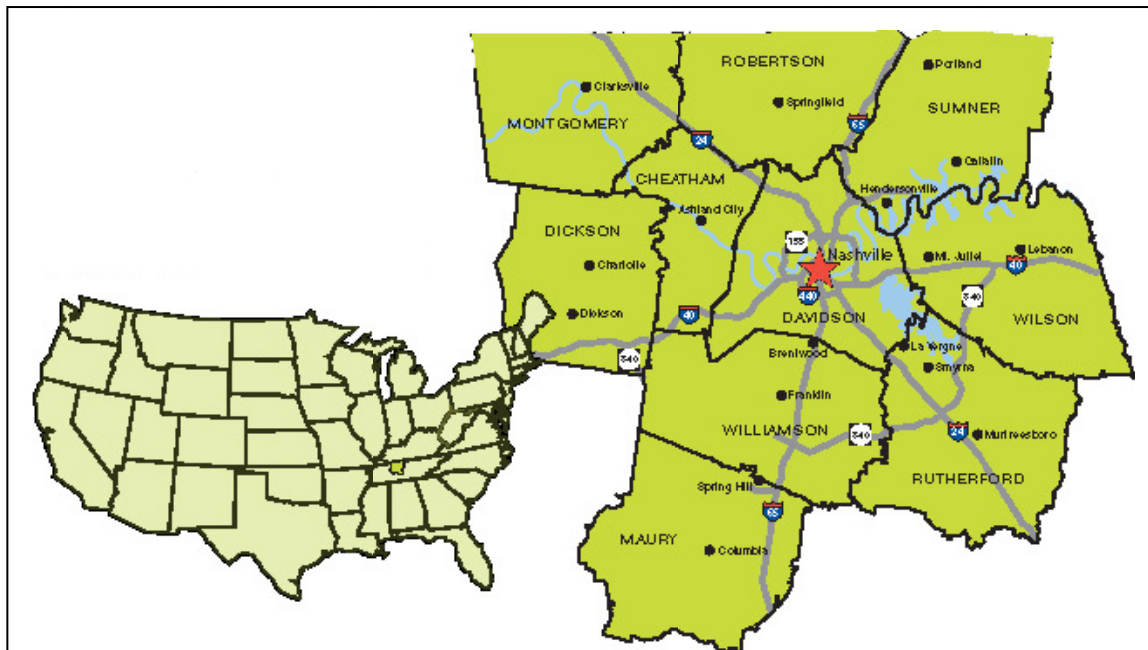 ROBERTSON
Portland
Clarksville
Springfield
SUMNER
MONTGOMERY
65
24
Gallatin
CHEATHAM
Hendersonville
Ashland City
DICKSON
155
Lebanon
Nashville
Mt. Juliet
Charlotte
40
440
840
Dickson
40
DAVIDSON
WILSON
La Vergne
Brentwood
840
Smyrna
Franklin
WILLIAMSON
840
24
Murfreesboro
RUTHERFORD
Spring Hill
65
MAURY
Columbia